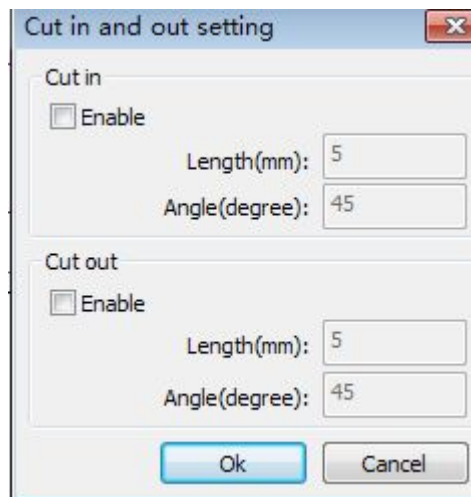 Cut in and out setting
Cut in
Enable
Length(mm): 5
Angle(degree): 45
Cut out
Enable
Length(mm): 5
Angle(degree): 45
Ok Cancel